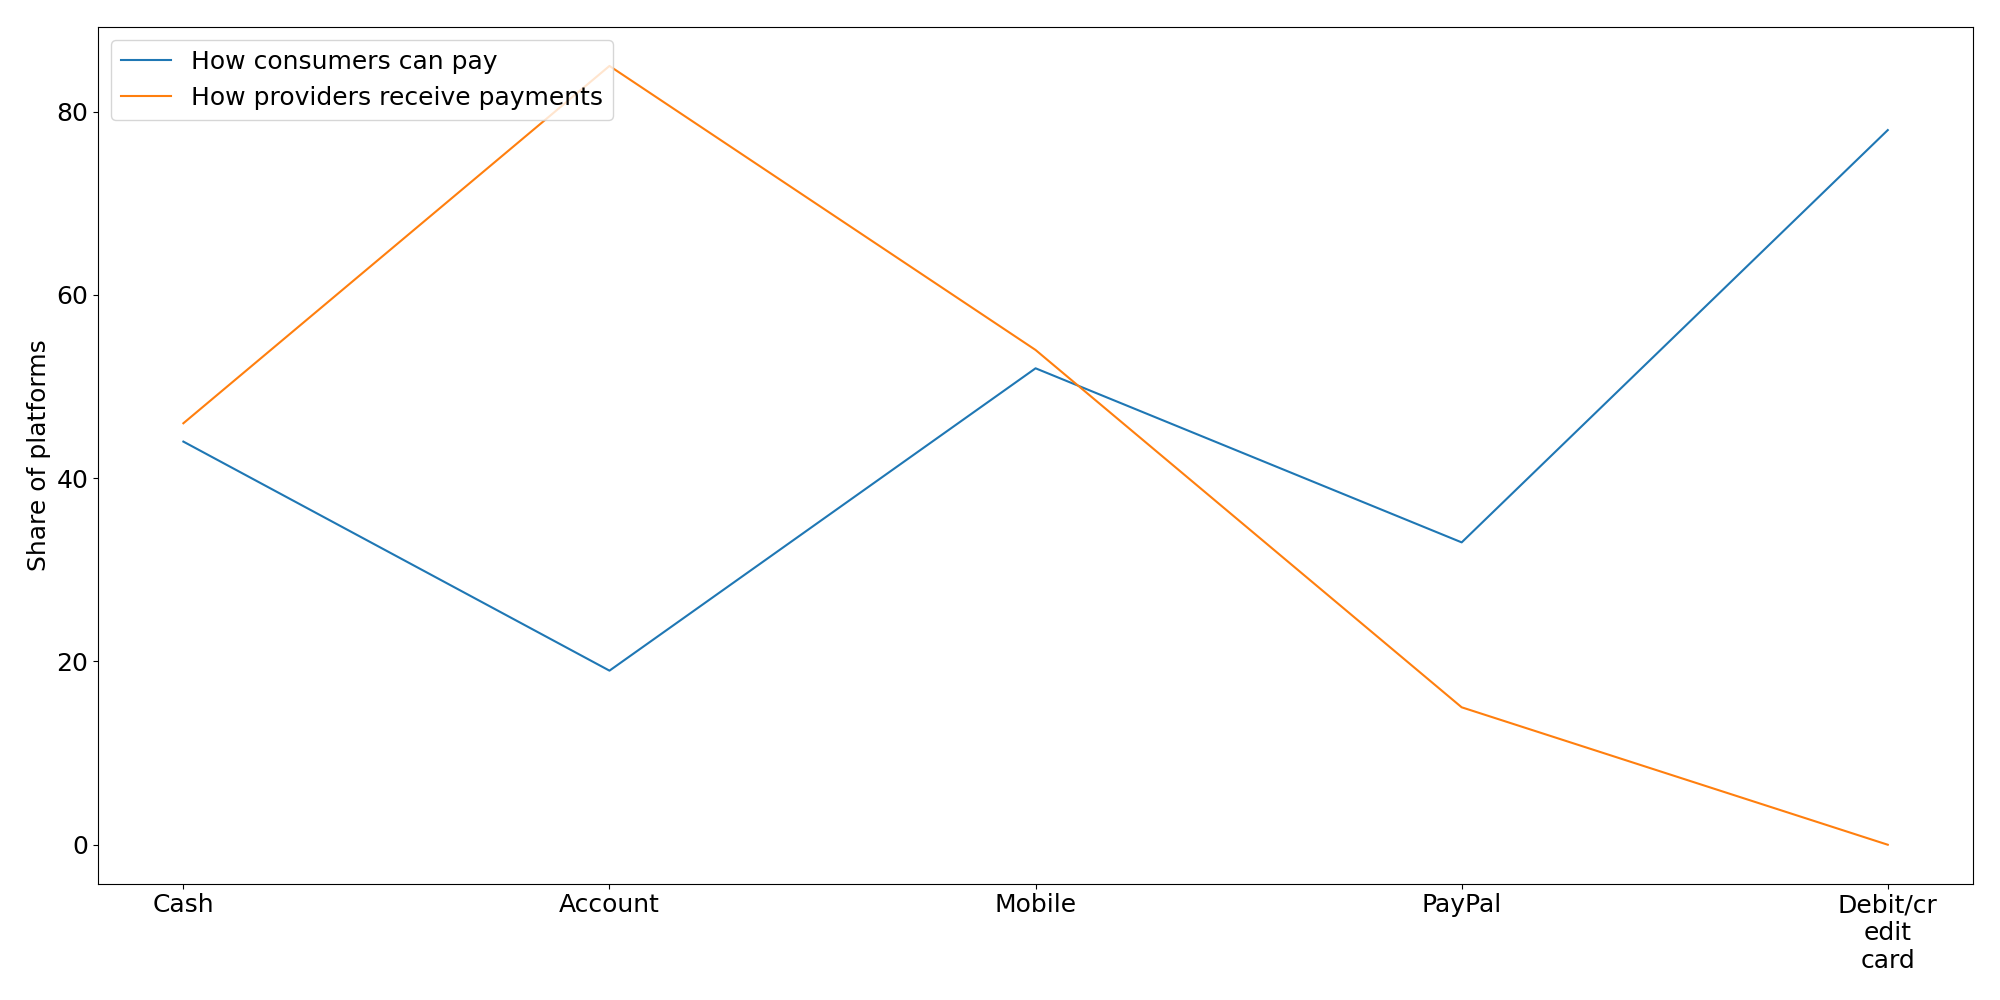 How consumers can pay
How providers receive payments
Share of platforms
80
60
40
20
0
Cash
Account
Mobile
PayPal
Debit/cr
edit
card